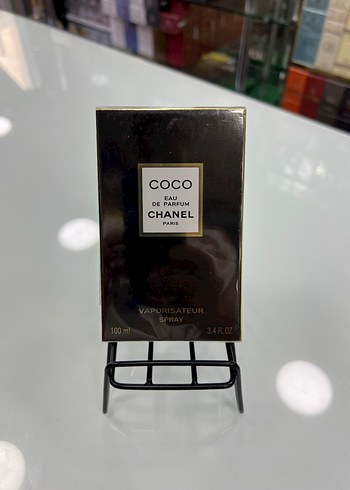 COCO
EAU
DE PARFUM
CHANEL
PARIS
VAPORISATEUR
SPRAY
100 ml 3.4 FL.OZ.